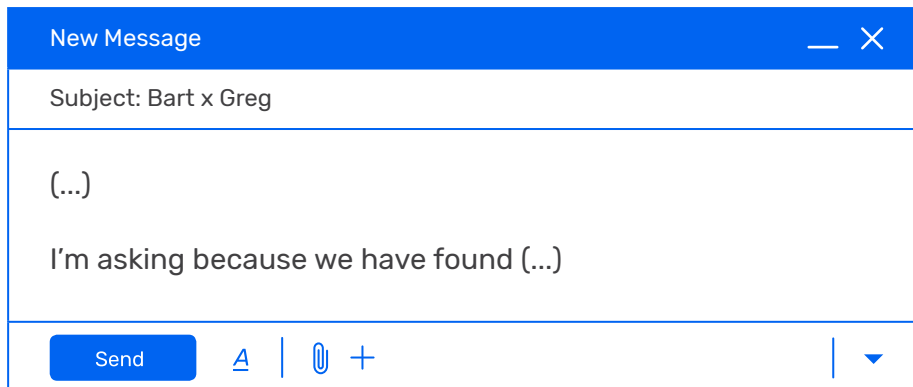 New Message
Subject: Bart x Greg
(...)
I'm asking because we have found (...)
Send A